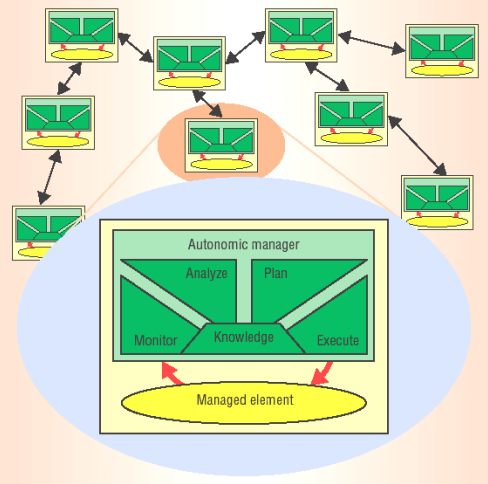 Autonomic manager
Analyze
Plan
Monitor
Knowledge
Execute
Managed element